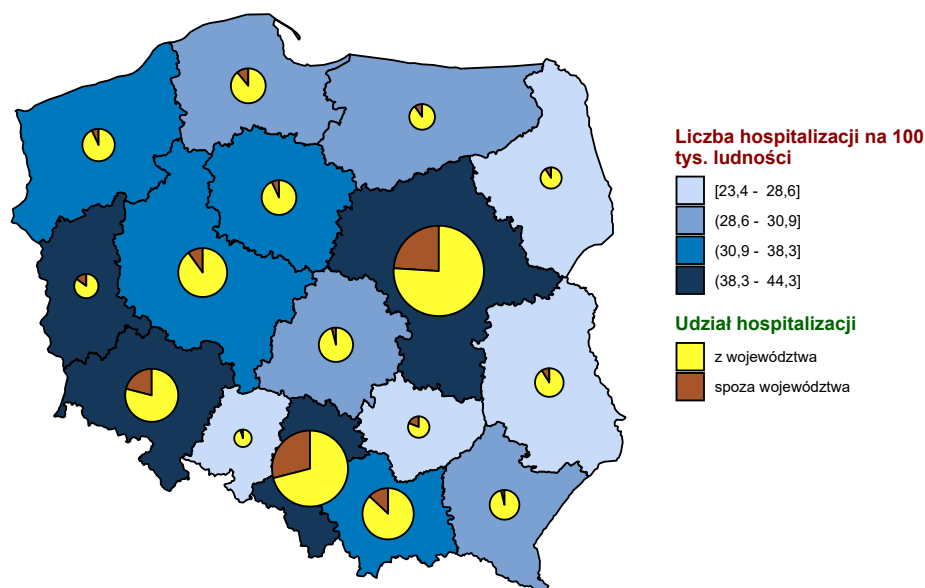 Liczba hospitalizacji na 100
tys. ludności
[23,4 - 28,6]
(28,6 - 30,9]
(30,9 - 38,3]
(38,3 - 44,3]
Udział hospitalizacji
z województwa
spoza województwa